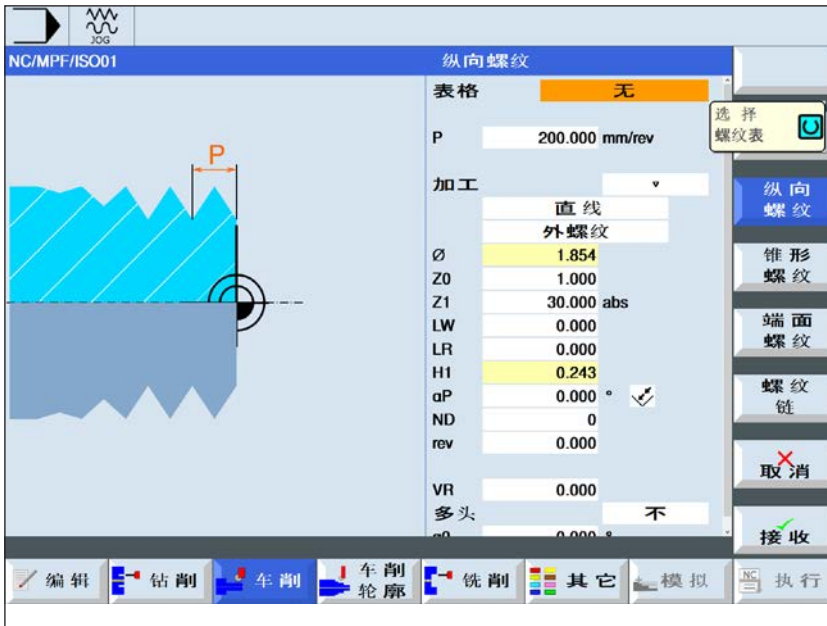 JOG
NC/MPF/ISO01
纵向螺纹
表格 无
选择
螺纹表
P 200.000 mm/rev
P
加工 ▽
直线
外螺纹
Ø 1.854
Z0 1.000
Z1 30.000 abs
LW 0.000
LR 0.000
H1 0.243
αP 0.000 °
ND 0
rev 0.000
VR 0.000
多头 不
α0 0.000 °
纵向
螺纹
锥形
螺纹
端面
螺纹
螺纹
链
取消
接收
编辑
钻削
车削
车削
轮廓
铣削
其它
模拟
NC
执行